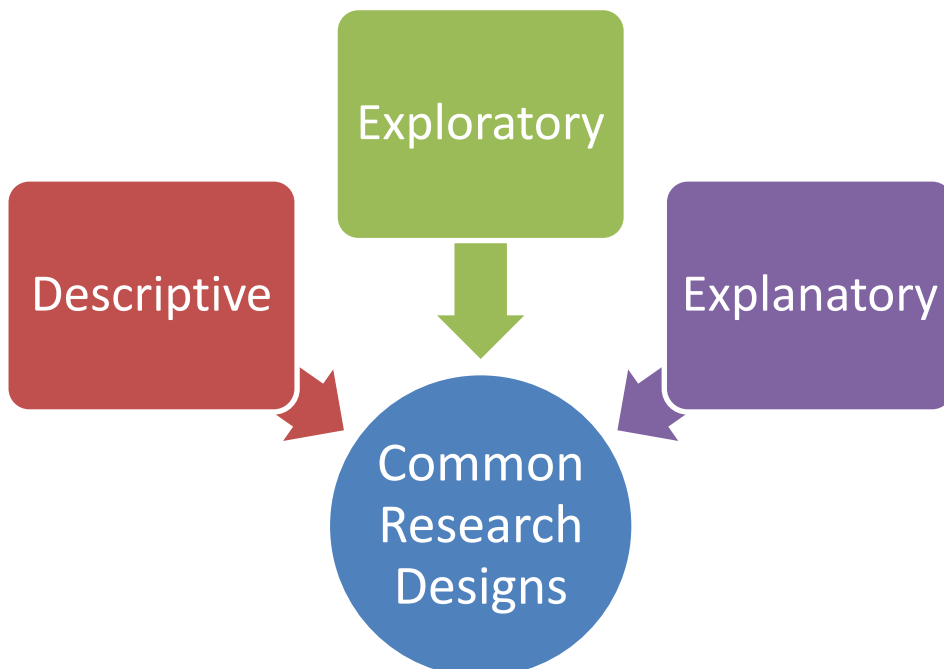 Exploratory
Descriptive
Explanatory
Common
Research
Designs